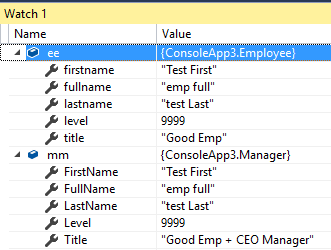 Watch 1
Name Value
ee {ConsoleApp3.Employee}
firstname "Test First"
fullname "emp full"
lastname "test Last"
level 9999
title "Good Emp"
mm {ConsoleApp3.Manager}
FirstName "Test First"
FullName "emp full"
LastName "test Last"
Level 9999
Title "Good Emp + CEO Manager"